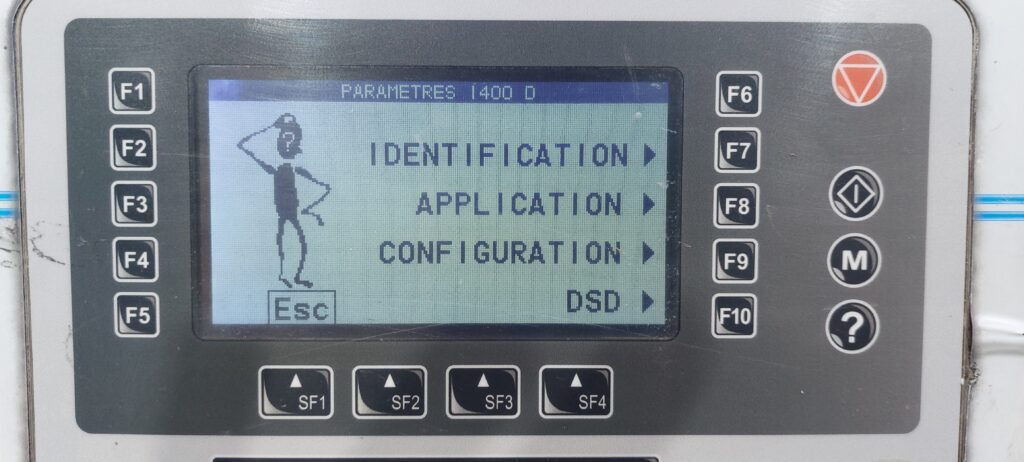 PARAMETRES I400 D
F1
F2
F3
F4
F5
?
IDENTIFICATION
APPLICATION
CONFIGURATION
DSD
Esc
F6
F7
F8
F9
F10
M
?
SF1
SF2
SF3
SF4